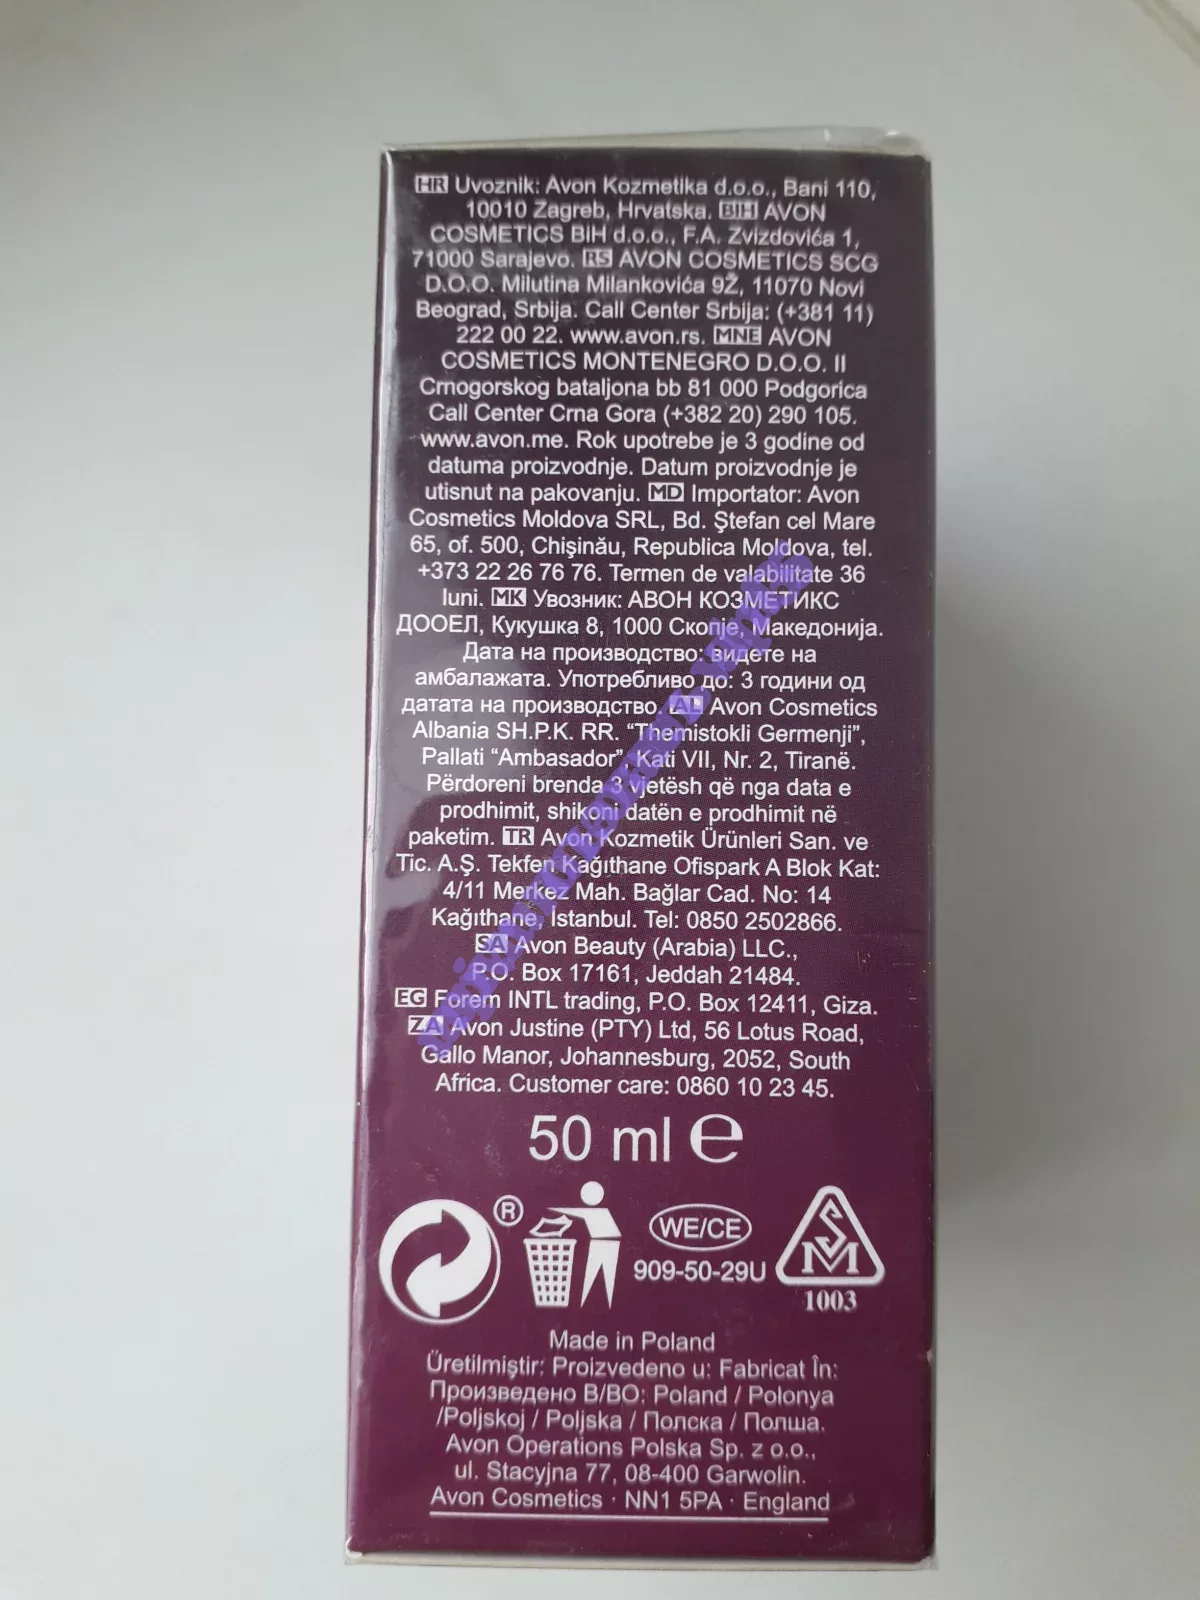 HR Uvoznik: Avon Kozmetika d.o.o., Bani 110,
10010 Zagreb, Hrvatska. BIH AVON
COSMETICS BiH d.o.o., F.A. Zvizdovića 1,
71000 Sarajevo. RS AVON COSMETICS SCG
D.O.O. Milutina Milankovića 9Ž, 11070 Novi
Beograd, Srbija. Call Center Srbija: (+381 11)
222 00 22. www.avon.rs. MNE AVON
COSMETICS MONTENEGRO D.O.O. II
Crnogorskog bataljona bb 81 000 Podgorica
Call Center Crna Gora (+382 20) 290 105.
www.avon.me. Rok upotrebe je 3 godine od
datuma proizvodnje. Datum proizvodnje je
utisnut na pakovanju. MD Importator: Avon
Cosmetics Moldova SRL, Bd. Ştefan cel Mare
65, of. 500, Chişinău, Republica Moldova, tel.
+373 22 26 76 76. Termen de valabilitate 36
luni. MK Увозник: АВОН КОЗМЕТИКС
ДООЕЛ, Кукушка 8, 1000 Скопје, Македонија.
Дата на производство: видете на
амбалажата. Употребливо до: 3 години од
датата на производство. AL Avon Cosmetics
Albania SH.P.K. RR. “Themistokli Germenji”,
Pallati “Ambasador”, Kati VII, Nr. 2, Tiranë.
Përdoreni brenda 3 vjetësh që nga data e
prodhimit, shikoni datën e prodhimit në
paketim. TR Avon Kozmetik Ürünleri San. ve
Tic. A.Ş. Tekfen Kağıthane Ofispark A Blok Kat:
4/11 Merkez Mah. Bağlar Cad. No: 14
Kağıthane, İstanbul. Tel: 0850 2502866.
SA Avon Beauty (Arabia) LLC.,
P.O. Box 17161, Jeddah 21484.
EG Forem INTL trading, P.O. Box 12411, Giza.
ZA Avon Justine (PTY) Ltd, 56 Lotus Road,
Gallo Manor, Johannesburg, 2052, South
Africa. Customer care: 0860 10 23 45.
50 ml e
®
WE/CE
909-50-29U
SM
1003
Made in Poland
Üretilmiştir: Proizvedeno u: Fabricat În:
Произведено В/ВО: Poland / Polonya
/Poljskoj / Poljska / Полска / Полша.
Avon Operations Polska Sp. z o.o.,
ul. Stacyjna 77, 08-400 Garwolin.
Avon Cosmetics · NN1 5PA · England